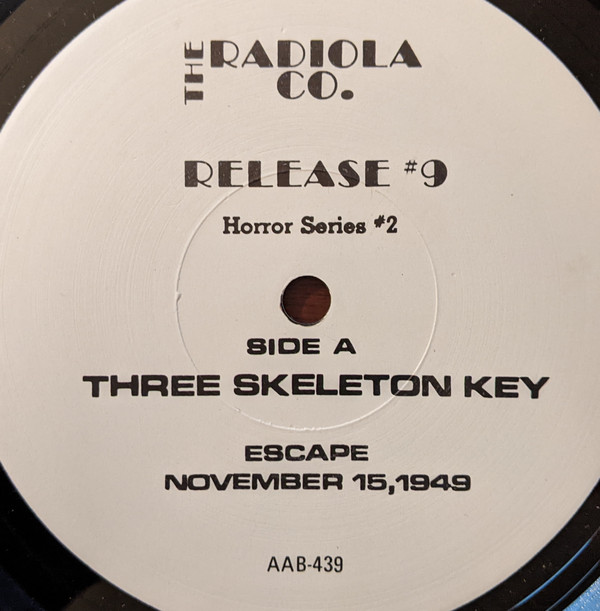 THE RADIOLA
CO.
RELEASE #9
Horror Series #2
SIDE A
THREE SKELETON KEY
ESCAPE
NOVEMBER 15,1949
AAB-439